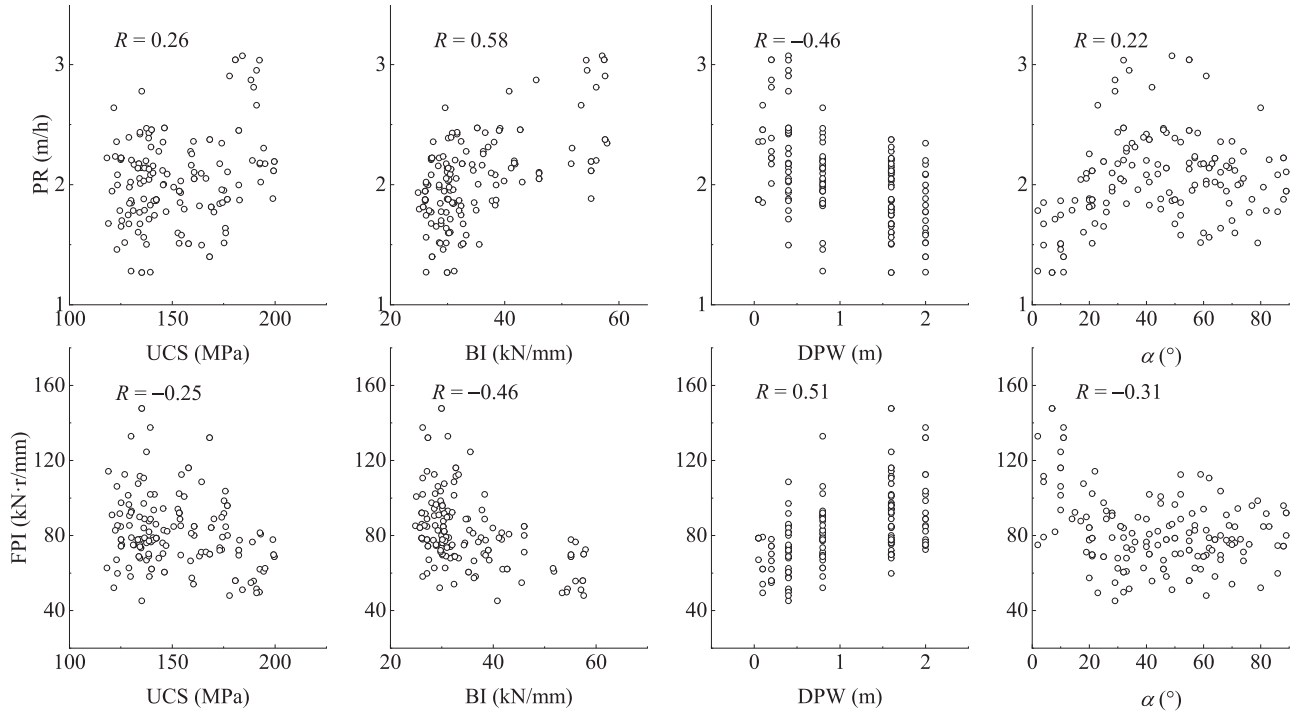 R = 0.26
R = 0.58
R = −0.46
R = 0.22
PR (m/h)
3
2
1
3
2
1
3
2
1
3
2
1
100 150 200
20 40 60
0 1 2
0 20 40 60 80
UCS (MPa)
BI (kN/mm)
DPW (m)
α (°)
R = −0.25
R = −0.46
R = 0.51
R = −0.31
FPI (kN·r/mm)
160
120
80
40
160
120
80
40
160
120
80
40
160
120
80
40
100 150 200
20 40 60
0 1 2
0 20 40 60 80
UCS (MPa)
BI (kN/mm)
DPW (m)
α (°)